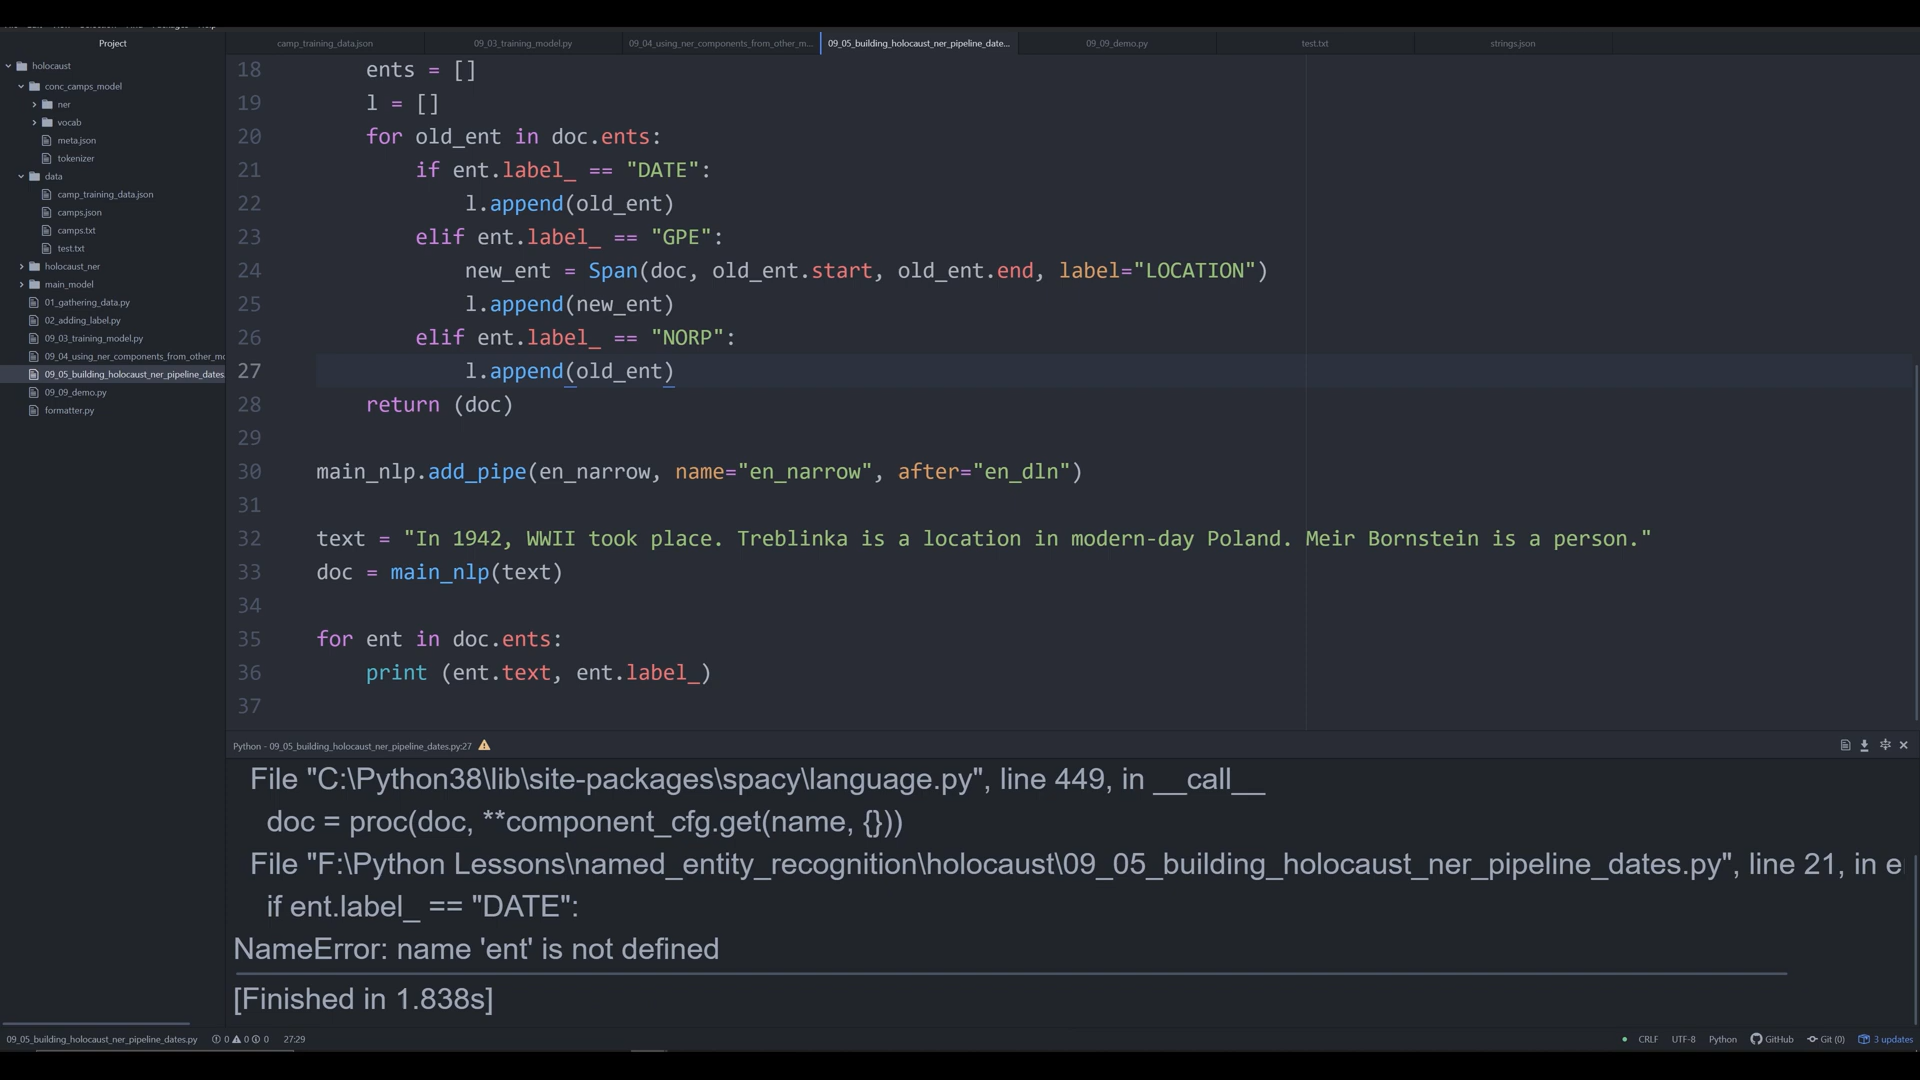 Project
camp_training_data.json
09_03_training_model.py
09_04_using_ner_components_from_other_m...
09_05_building_holocaust_ner_pipeline_date...
09_09_demo.py
test.txt
strings.json
holocaust
conc_camps_model
ner
vocab
meta.json
tokenizer
data
camp_training_data.json
camps.json
camps.txt
test.txt
holocaust_ner
main_model
01_gathering_data.py
02_adding_label.py
09_03_training_model.py
09_04_using_ner_components_from_other_mo
09_05_building_holocaust_ner_pipeline_dates.
09_09_demo.py
formatter.py
18 ents = []
19 l = []
20 for old_ent in doc.ents:
21 if ent.label_ == "DATE":
22 l.append(old_ent)
23 elif ent.label_ == "GPE":
24 new_ent = Span(doc, old_ent.start, old_ent.end, label="LOCATION")
25 l.append(new_ent)
26 elif ent.label_ == "NORP":
27 l.append(old_ent)
28 return (doc)
29
30 main_nlp.add_pipe(en_narrow, name="en_narrow", after="en_dln")
31
32 text = "In 1942, WWII took place. Treblinka is a location in modern-day Poland. Meir Bornstein is a person."
33 doc = main_nlp(text)
34
35 for ent in doc.ents:
36 print (ent.text, ent.label_)
37
Python - 09_05_building_holocaust_ner_pipeline_dates.py:27
File "C:\Python38\lib\site-packages\spacy\language.py", line 449, in __call__
doc = proc(doc, **component_cfg.get(name, {}))
File "F:\Python Lessons\named_entity_recognition\holocaust\09_05_building_holocaust_ner_pipeline_dates.py", line 21, in e
if ent.label_ == "DATE":
NameError: name 'ent' is not defined
[Finished in 1.838s]
09_05_building_holocaust_ner_pipeline_dates.py 0 0 0 27:29
CRLF UTF-8 Python GitHub Git (0) 3 updates